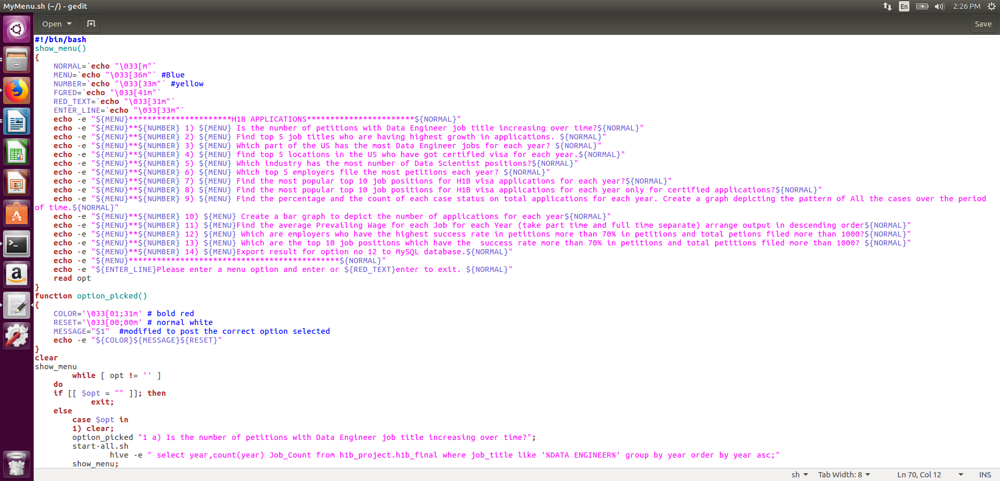 MyMenu.sh (~/) - gedit
En 2:26 PM
Open Save
#!/bin/bash
show_menu()
{
    NORMAL=`echo "\033[m"`
    MENU=`echo "\033[36m"` #Blue
    NUMBER=`echo "\033[33m"` #yellow
    FGRED=`echo "\033[41m"`
    RED_TEXT=`echo "\033[31m"`
    ENTER_LINE=`echo "\033[33m"`
    echo -e "${MENU}**********************H1B APPLICATIONS***********************${NORMAL}"
    echo -e "${MENU}**${NUMBER} 1) ${MENU} Is the number of petitions with Data Engineer job title increasing over time?${NORMAL}"
    echo -e "${MENU}**${NUMBER} 2) ${MENU} Find top 5 job titles who are having highest growth in applications. ${NORMAL}"
    echo -e "${MENU}**${NUMBER} 3) ${MENU} Which part of the US has the most Data Engineer jobs for each year? ${NORMAL}"
    echo -e "${MENU}**${NUMBER} 4) ${MENU} find top 5 locations in the US who have got certified visa for each year.${NORMAL}"
    echo -e "${MENU}**${NUMBER} 5) ${MENU} Which industry has the most number of Data Scientist positions?${NORMAL}"
    echo -e "${MENU}**${NUMBER} 6) ${MENU} Which top 5 employers file the most petitions each year? ${NORMAL}"
    echo -e "${MENU}**${NUMBER} 7) ${MENU} Find the most popular top 10 job positions for H1B visa applications for each year?${NORMAL}"
    echo -e "${MENU}**${NUMBER} 8) ${MENU} Find the most popular top 10 job positions for H1B visa applications for each year only for certified applications?${NORMAL}"
    echo -e "${MENU}**${NUMBER} 9) ${MENU} Find the percentage and the count of each case status on total applications for each year. Create a graph depicting the pattern of All the cases over the period
of time.${NORMAL}"
    echo -e "${MENU}**${NUMBER} 10) ${MENU} Create a bar graph to depict the number of applications for each year${NORMAL}"
    echo -e "${MENU}**${NUMBER} 11) ${MENU}Find the average Prevailing Wage for each Job for each Year (take part time and full time separate) arrange output in descending order${NORMAL}"
    echo -e "${MENU}**${NUMBER} 12) ${MENU} Which are employers who have the highest success rate in petitions more than 70% in petitions and total petions filed more than 1000?${NORMAL}"
    echo -e "${MENU}**${NUMBER} 13) ${MENU} Which are the top 10 job positions which have the  success rate more than 70% in petitions and total petitions filed more than 1000? ${NORMAL}"
    echo -e "${MENU}**${NUMBER} 14) ${MENU}Export result for option no 12 to MySQL database.${NORMAL}"
    echo -e "${MENU}*********************************************${NORMAL}"
    echo -e "${ENTER_LINE}Please enter a menu option and enter or ${RED_TEXT}enter to exit. ${NORMAL}"
    read opt
}
function option_picked()
{
    COLOR='\033[01;31m' # bold red
    RESET='\033[00;00m' # normal white
    MESSAGE="$1"  #modified to post the correct option selected
    echo -e "${COLOR}${MESSAGE}${RESET}"
}
clear
show_menu
        while [ opt != '' ]
    do
    if [[ $opt = "" ]]; then
            exit;
    else
        case $opt in
        1) clear;
        option_picked "1 a) Is the number of petitions with Data Engineer job title increasing over time?";
        start-all.sh
                hive -e " select year,count(year) Job_Count from h1b_project.h1b_final where job_title like '%DATA ENGINEER%' group by year order by year asc;"
        show_menu;
sh Tab Width: 8 Ln 70, Col 12 INS